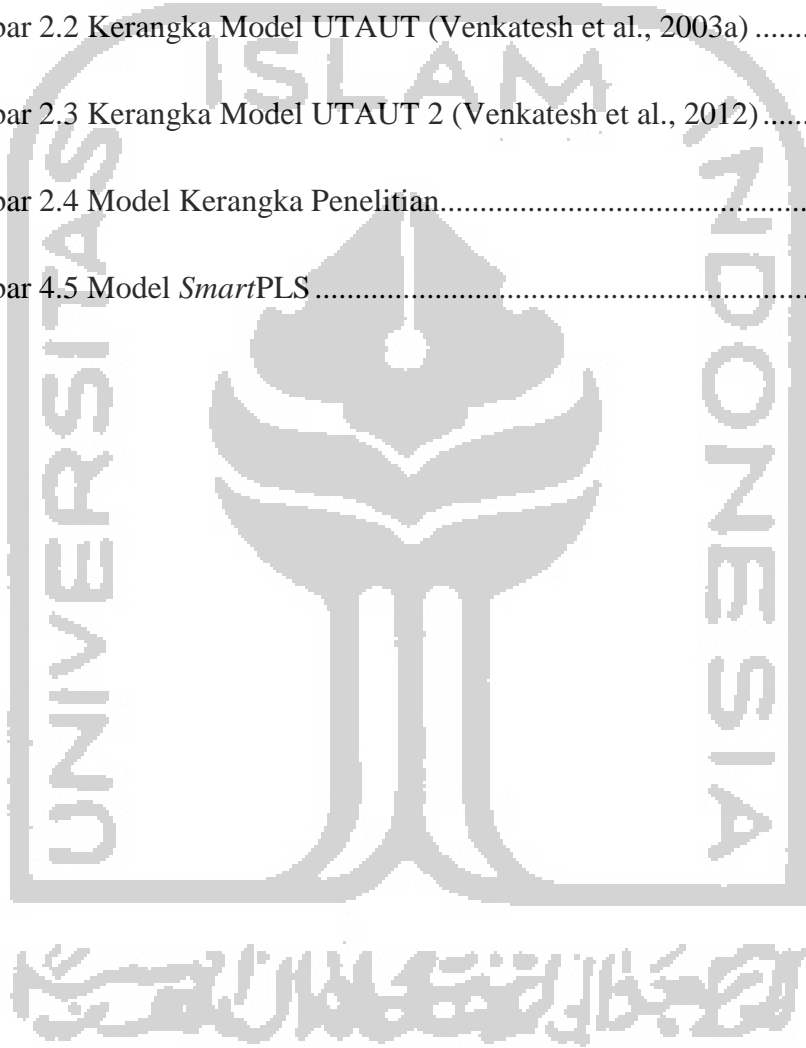 bar 2.2 Kerangka Model UTAUT (Venkatesh et al., 2003a) .......
bar 2.3 Kerangka Model UTAUT 2 (Venkatesh et al., 2012) ......
bar 2.4 Model Kerangka Penelitian..............................................
bar 4.5 Model SmartPLS ..............................................................
UNIVERSITAS
ISLAM
INDONESIA